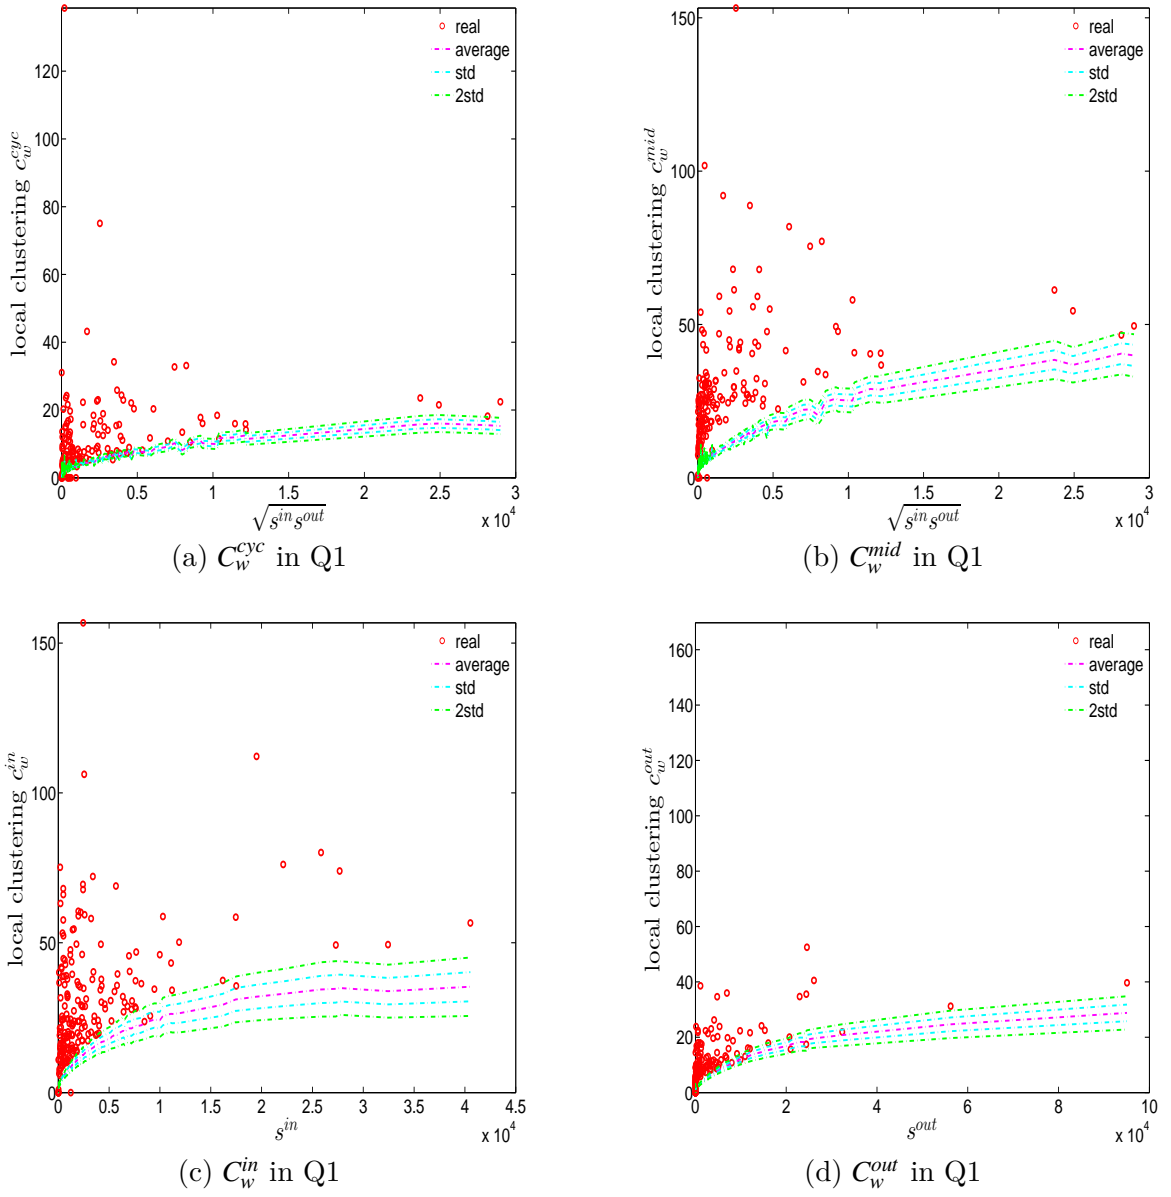 real
average
std
2std
120
100
80
60
40
20
0
local clustering c_w^{cyc}
0 0.5 1 1.5 2 2.5 3
√s^{in}s^{out}
x 10^4
(a) C_w^{cyc} in Q1
real
average
std
2std
150
100
50
0
local clustering c_w^{mid}
0 0.5 1 1.5 2 2.5 3
√s^{in}s^{out}
x 10^4
(b) C_w^{mid} in Q1
real
average
std
2std
150
100
50
0
local clustering c_w^{in}
0 0.5 1 1.5 2 2.5 3 3.5 4 4.5
s^{in}
x 10^4
(c) C_w^{in} in Q1
real
average
std
2std
160
140
120
100
80
60
40
20
0
local clustering c_w^{out}
0 2 4 6 8 10
s^{out}
x 10^4
(d) C_w^{out} in Q1